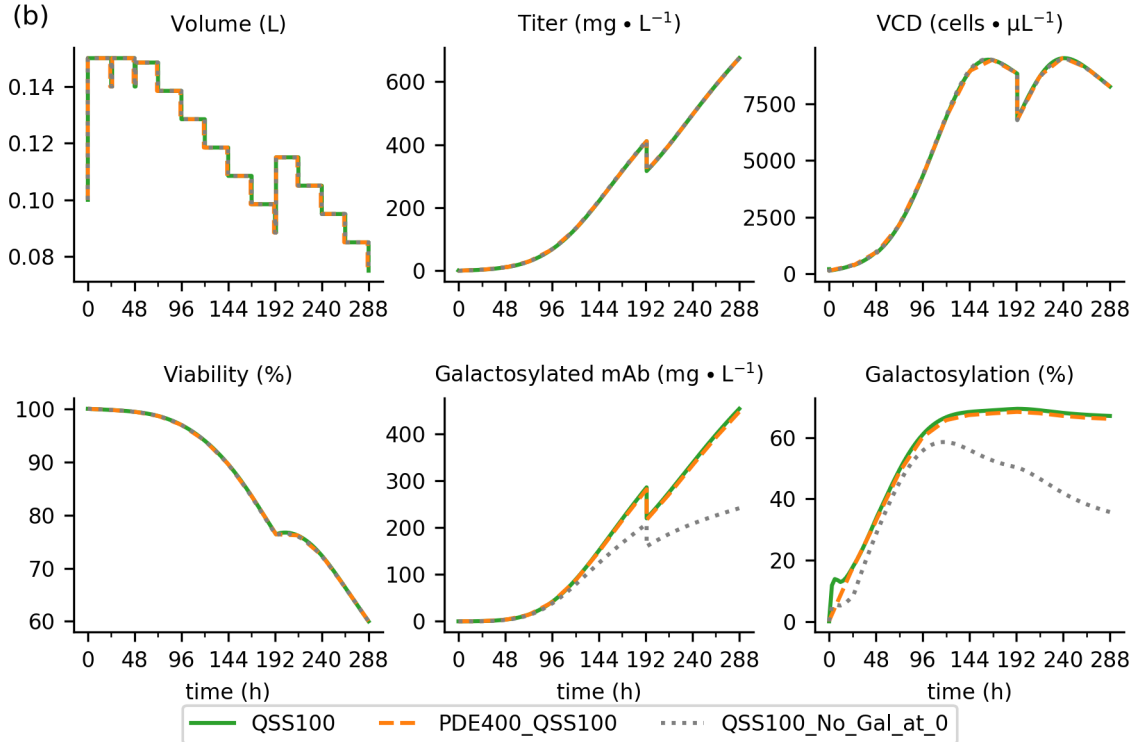 (b)
Volume (L)
0.14
0.12
0.10
0.08
0 48 96 144 192 240 288
Titer (mg • L⁻¹)
600
400
200
0
0 48 96 144 192 240 288
VCD (cells • μL⁻¹)
7500
5000
2500
0
0 48 96 144 192 240 288
Viability (%)
100
90
80
70
60
0 48 96 144 192 240 288
time (h)
Galactosylated mAb (mg • L⁻¹)
400
300
200
100
0
0 48 96 144 192 240 288
time (h)
Galactosylation (%)
60
40
20
0
0 48 96 144 192 240 288
time (h)
QSS100 PDE400_QSS100 QSS100_No_Gal_at_0